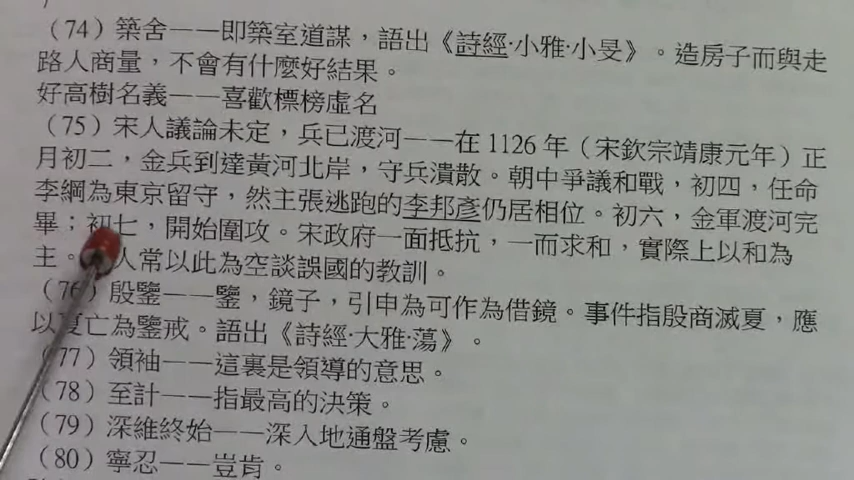 （74）築舍——即築室道謀，語出《詩經·小雅·小旻》。造房子而與走
路人商量，不會有什麼好結果。
好高樹名義——喜歡標榜虛名
（75）宋人議論未定，兵已渡河——在 1126 年（宋欽宗靖康元年）正
月初二，金兵到達黃河北岸，守兵潰散。朝中爭議和戰，初四，任命
李綱為東京留守，然主張逃跑的李邦彥仍居相位。初六，金軍渡河完
畢；初七，開始圍攻。宋政府一面抵抗，一而求和，實際上以和為
主。人常以此為空談誤國的教訓。
（76）殷鑒——鑒，鏡子，引申為可作為借鏡。事件指殷商滅夏，應
以夏亡為鑒戒。語出《詩經·大雅·蕩》。
（77）領袖——這裏是領導的意思。
（78）至計——指最高的決策。
（79）深維終始——深入地通盤考慮。
（80）寧忍——豈肯。